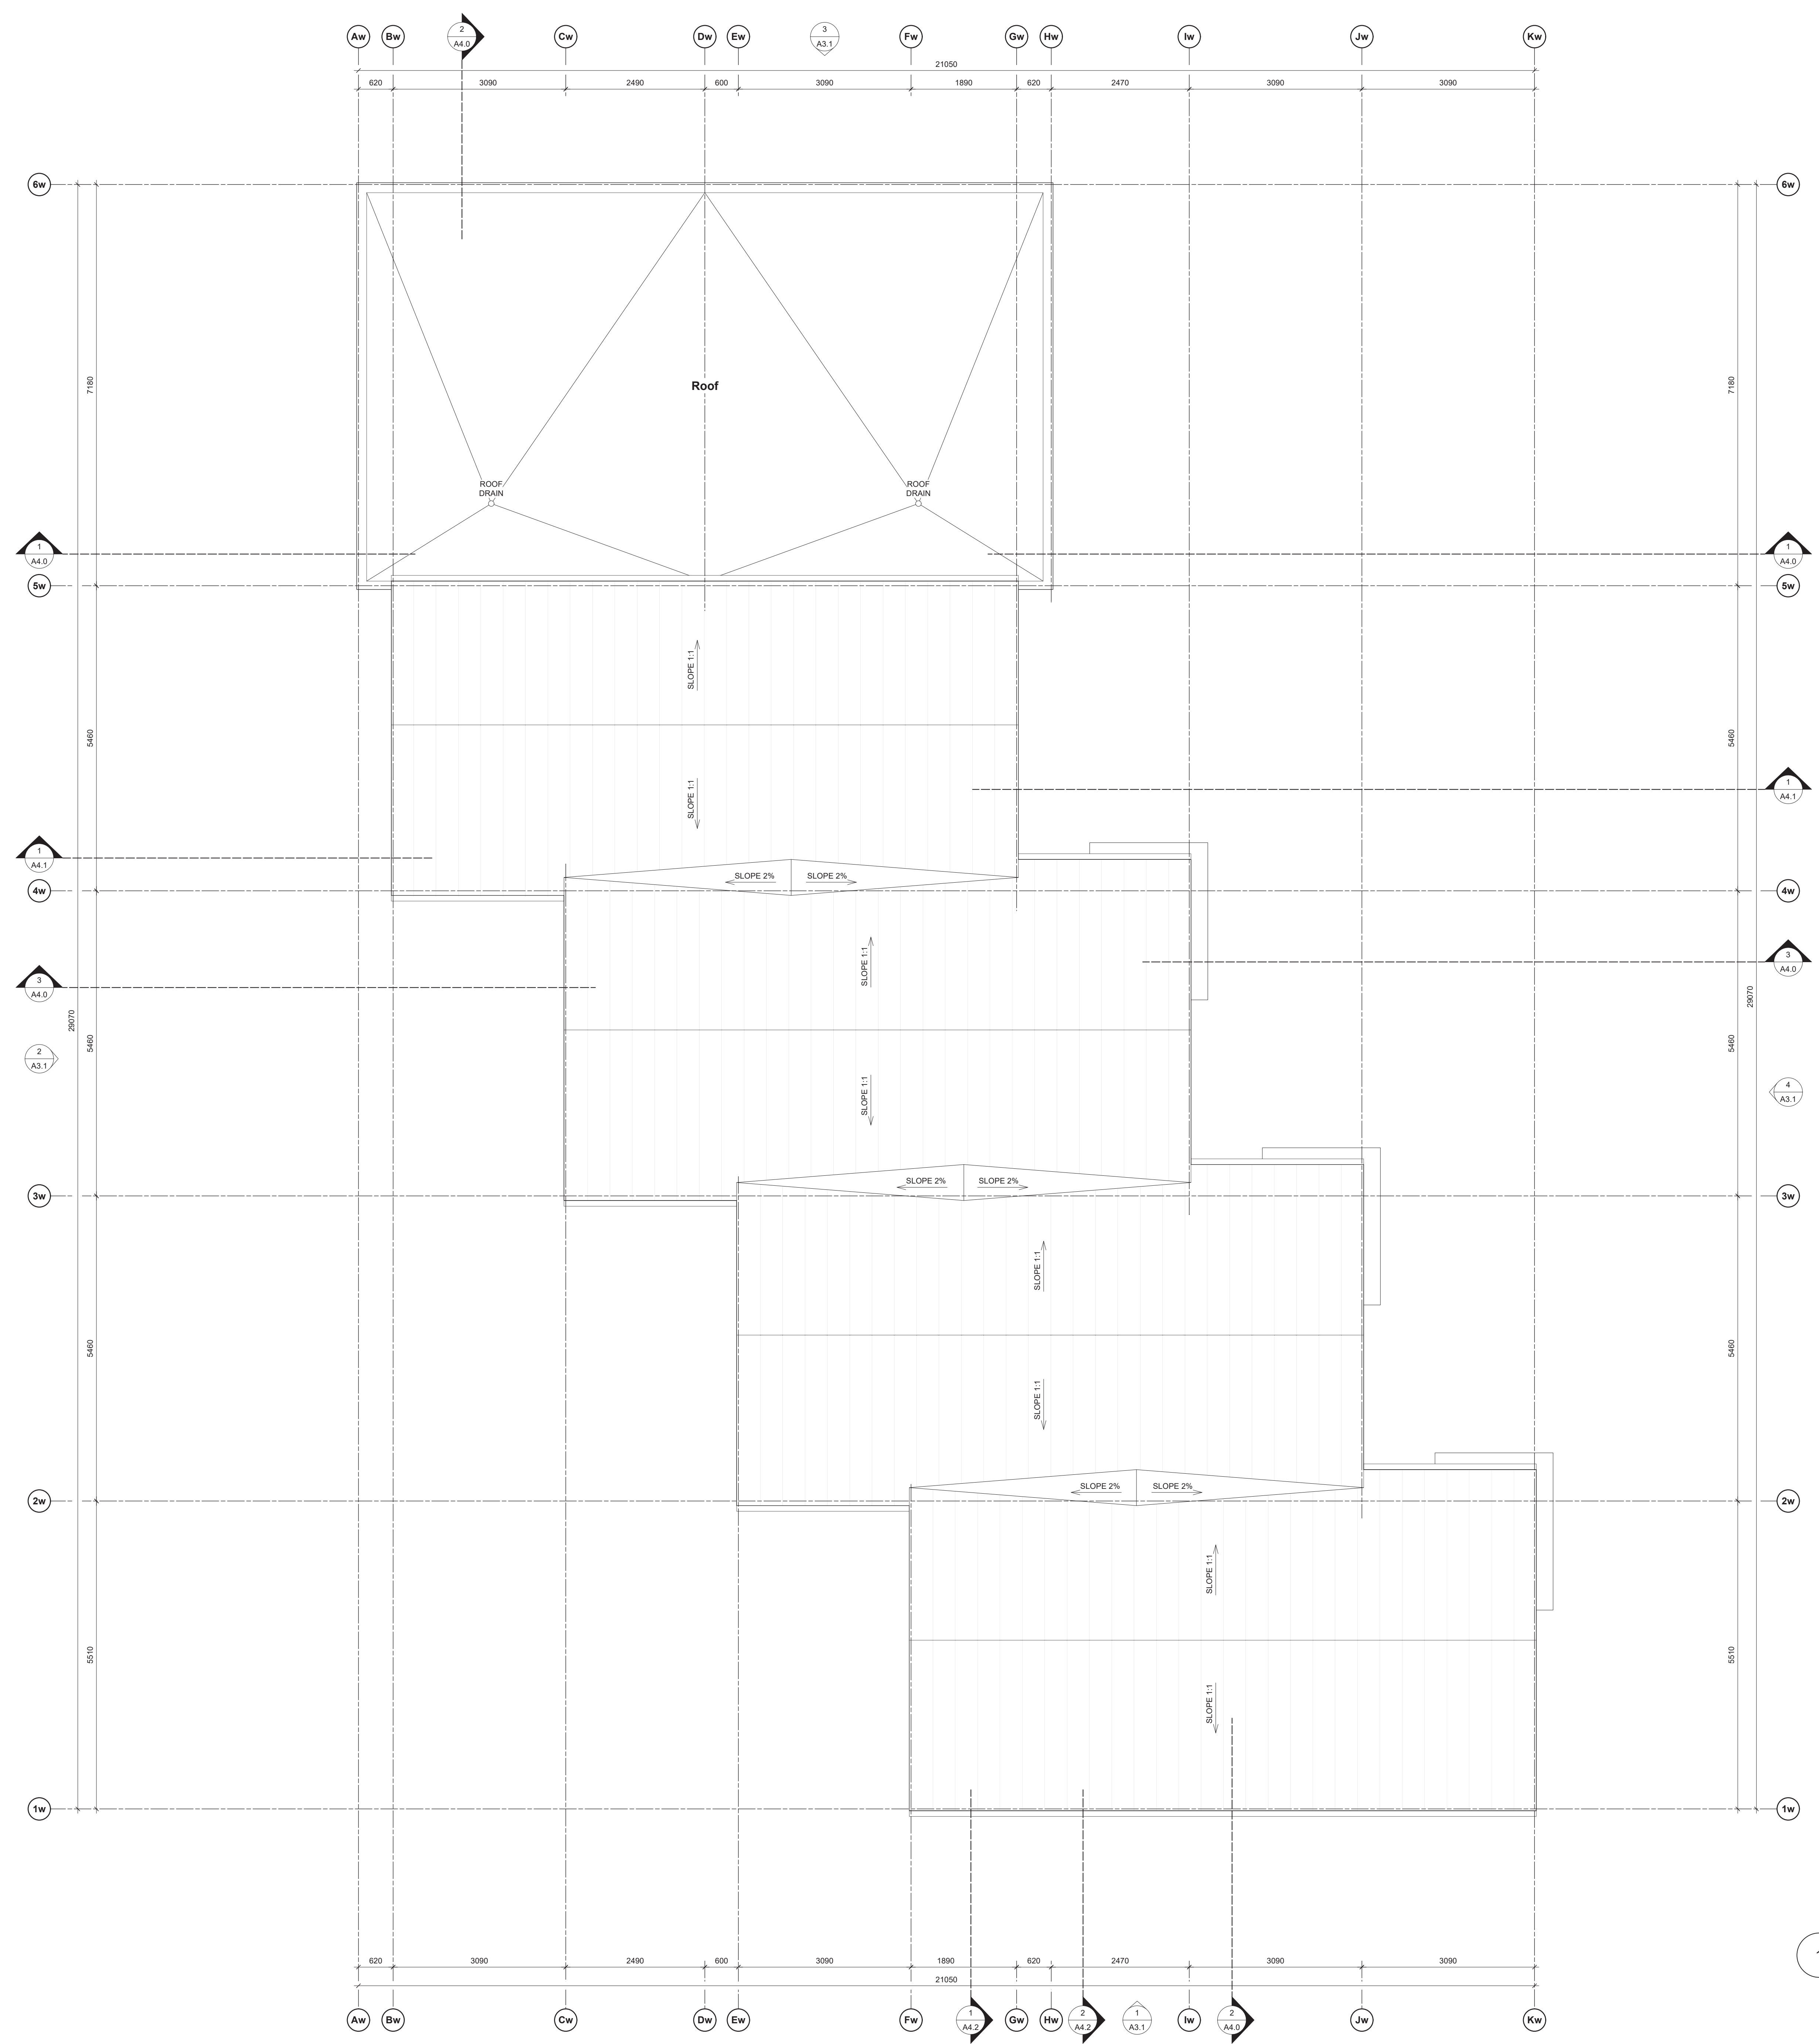 Aw Bw 2 Cw Dw Ew 3 Fw Gw Hw Iw Jw Kw
A4.0 A3.1
21050
620 3090 2490 600 3090 1890 620 2470 3090 3090
6w 6w
7180 Roof 7180
ROOF ROOF
DRAIN DRAIN
1 1
A4.0 A4.0
5w 5w
SLOPE 1:1
5460 5460
SLOPE 1:1
1
A4.1
1
A4.1
SLOPE 2% SLOPE 2%
4w 4w
SLOPE 1:1
3
A4.0
3
A4.0
29070 29070
5460 5460
2
A3.1
SLOPE 1:1
4
A3.1
SLOPE 2% SLOPE 2%
3w 3w
SLOPE 1:1
5460 5460
SLOPE 1:1
SLOPE 2% SLOPE 2%
2w 2w
SLOPE 1:1
5510 5510
SLOPE 1:1
1w 1w
620 3090 2490 600 3090 1890 620 2470 3090 3090
21050
Aw Bw Cw Dw Ew Fw 1 Gw Hw 2 1 Iw 2 Jw Kw
A4.2 A4.2 A3.1 A4.0